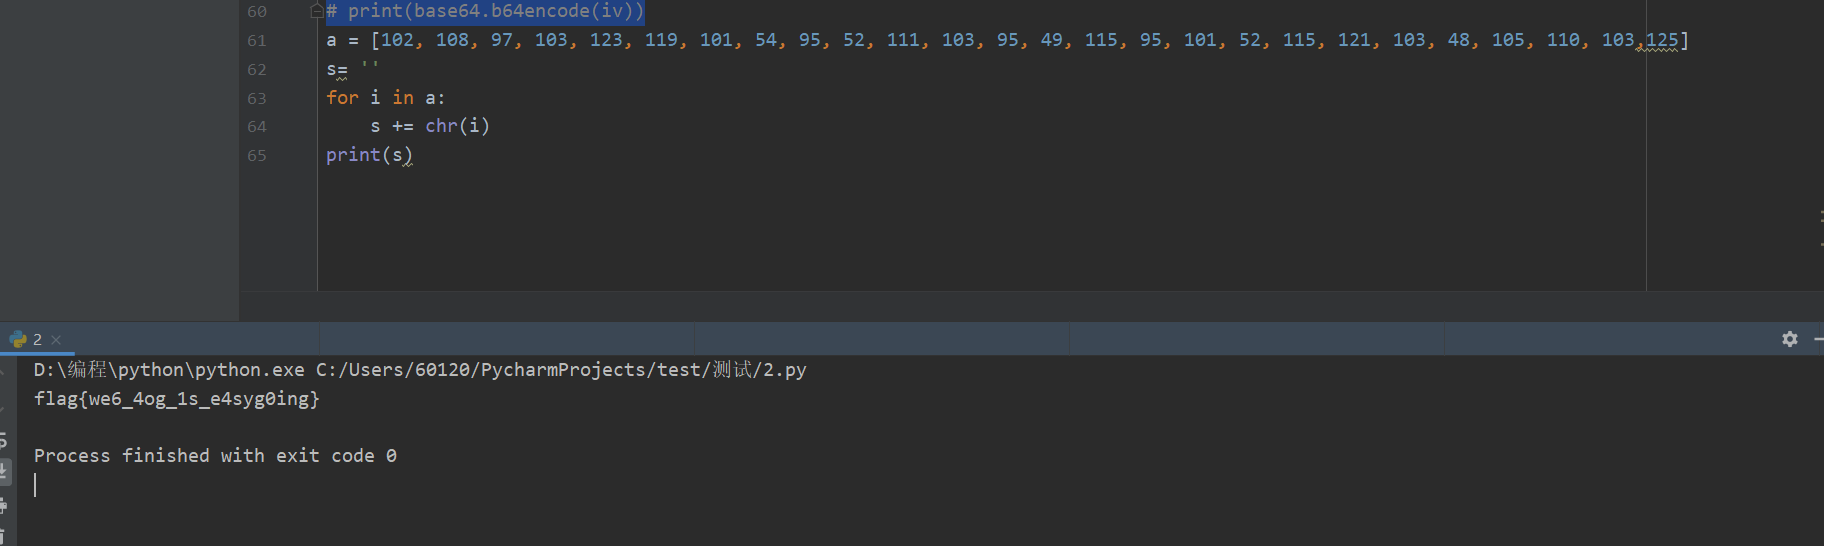 60 # print(base64.b64encode(iv))
61 a = [102, 108, 97, 103, 123, 119, 101, 54, 95, 52, 111, 103, 95, 49, 115, 95, 101, 52, 115, 121, 103, 48, 105, 110, 103,125]
62 s= ''
63 for i in a:
64 s += chr(i)
65 print(s)
2
D:\编程\python\python.exe C:/Users/60120/PycharmProjects/test/测试/2.py
flag{we6_4og_1s_e4syg0ing}
Process finished with exit code 0